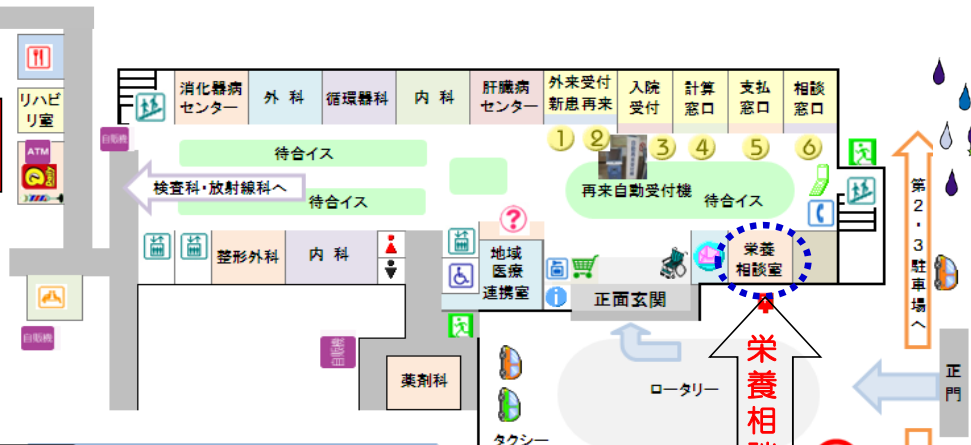 消化器病
センター
外 科
循環器科
内 科
肝臓病
センター
外来受付
新患再来
入院
受付
計算
窓口
支払
窓口
相談
窓口
リハビ
リ室
自販機
ATM
1
2
3
4
5
6
待合イス
検査科・放射線科へ
待合イス
再来自動受付機
待合イス
第2・3駐車場へ
?
整形外科
内 科
地域
医療
連携室
栄養
相談室
i
正面玄関
自販機
自販機
薬剤科
ロータリー
栄養相
正門
タクシー